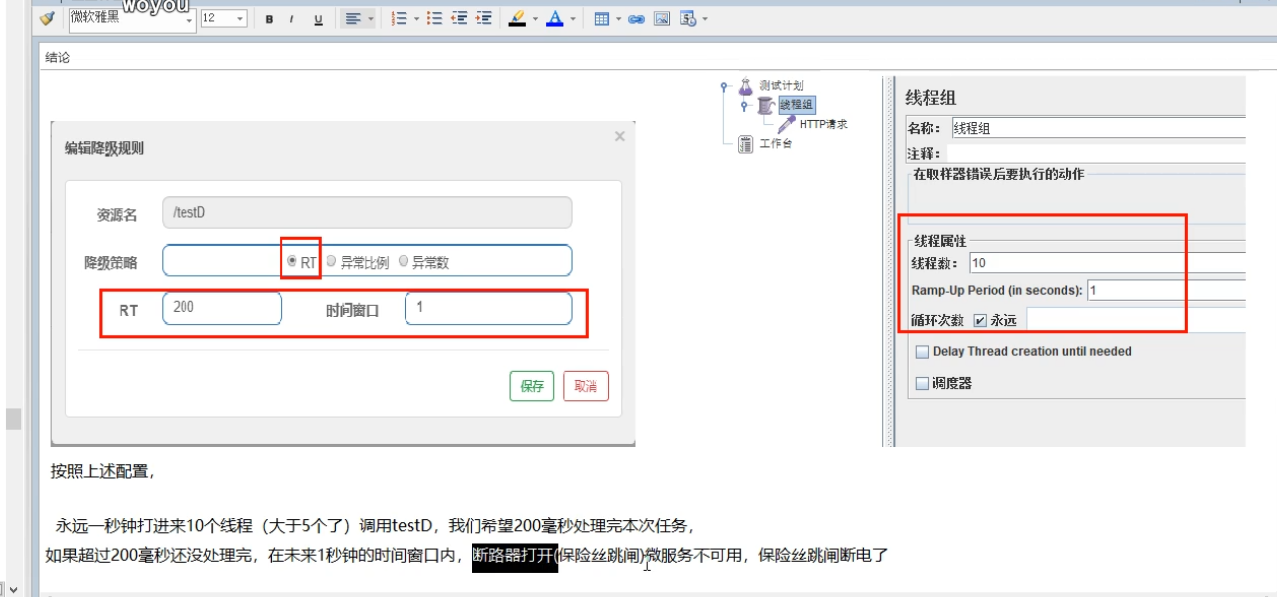 woyou
微软雅黑
12
B I U
结论
编辑降级规则
×
资源名
/testD
降级策略
RT
异常比例
异常数
RT
200
时间窗口
1
保存
取消
测试计划
线程组
HTTP请求
工作台
线程组
名称：
线程组
注释：
在取样器错误后要执行的动作
线程属性
线程数：
10
Ramp-Up Period (in seconds):
1
循环次数
永远
Delay Thread creation until needed
调度器
按照上述配置，
永远一秒钟打进来10个线程（大于5个了）调用testD，我们希望200毫秒处理完本次任务，
如果超过200毫秒还没处理完，在未来1秒钟的时间窗口内，断路器打开(保险丝跳闸)微服务不可用，保险丝跳闸断电了